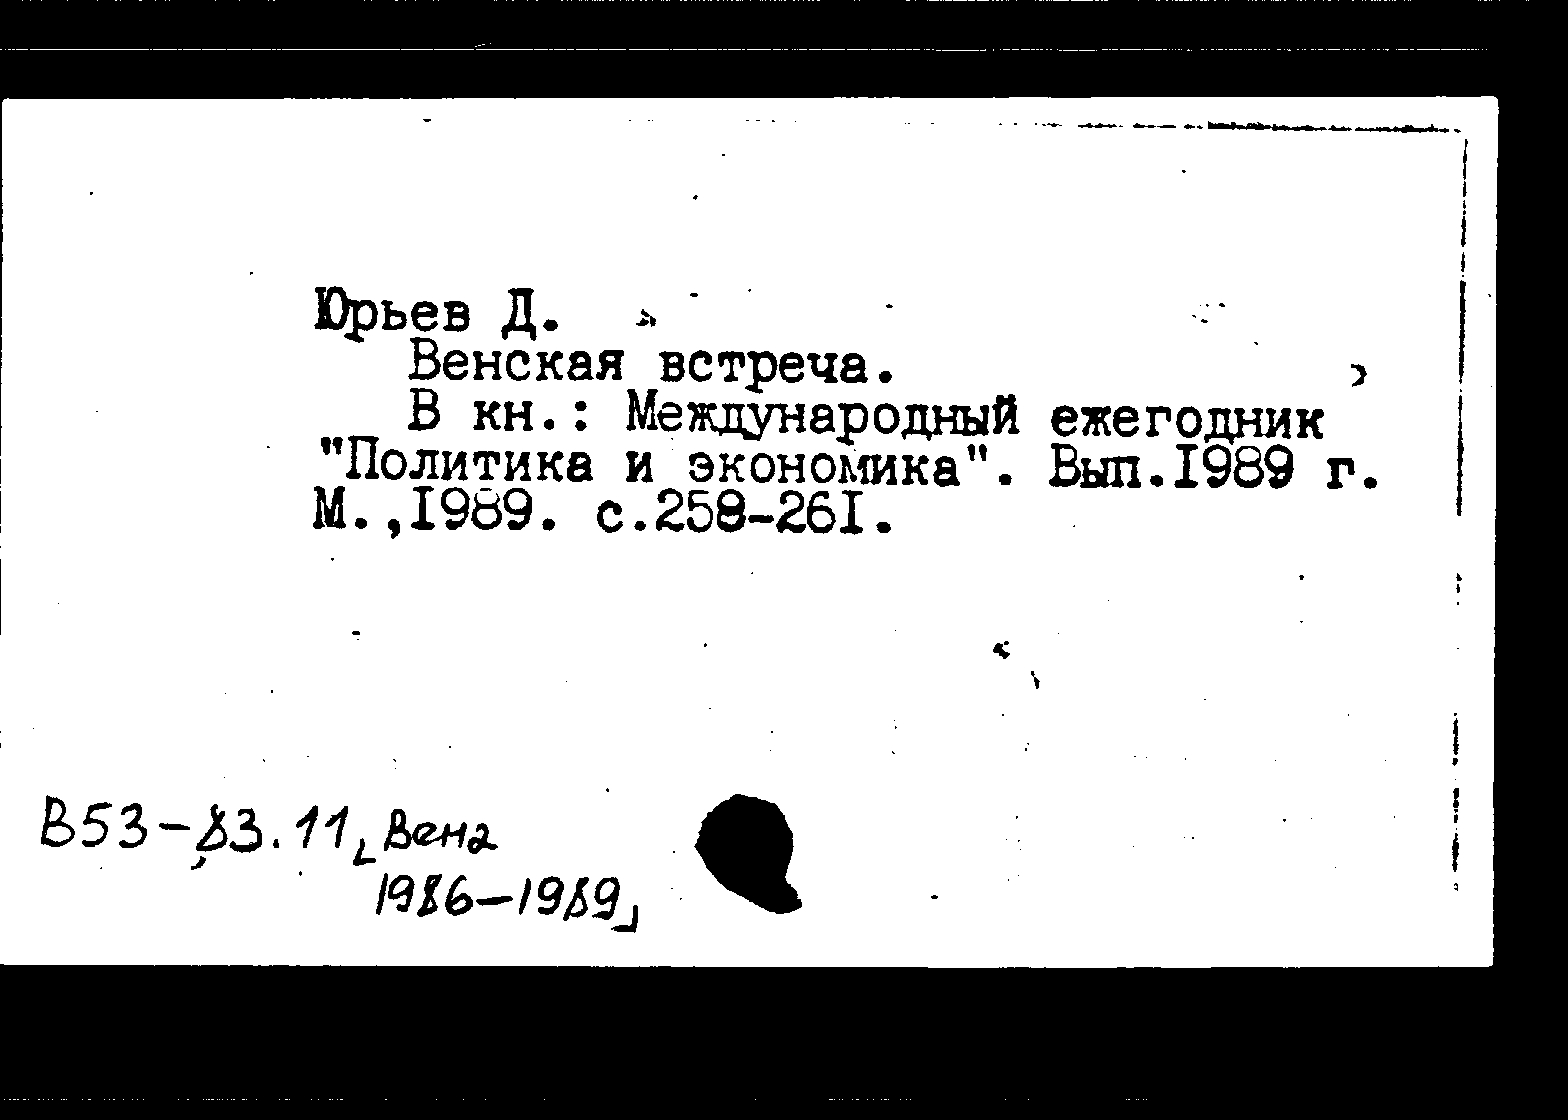 Юрьев Д.
Венская встреча.
В кн.: Международный ежегодник
"Политика и экономика". Вып.1989 г.
М.,1989. с.258-261.
В53-83.11, Вена
1986-1989